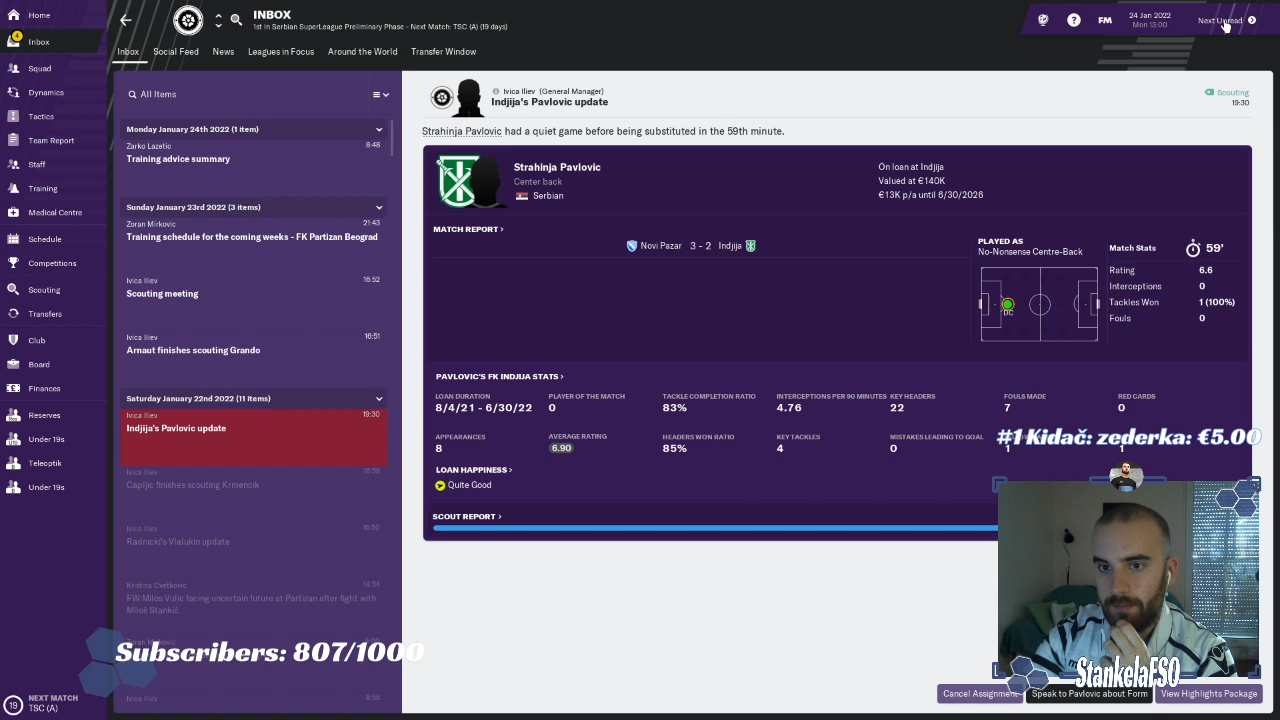 Home
Inbox
4
Squad
Dynamics
Tactics
Team Report
Staff
Training
Medical Centre
Schedule
Competitions
Scouting
Transfers
Club
Board
Finances
Reserves
Under 19s
Teleoptik
Under 19s
19
NEXT MATCH
TSC (A)
INBOX
1st in Serbian SuperLeague Preliminary Phase - Next Match: TSC (A) (19 days)
FM
24 Jan 2022
Mon 13:00
Next Unread
Inbox
Social Feed
News
Leagues in Focus
Around the World
Transfer Window
All Items
Monday January 24th 2022 (1 item)
Zarko Lazetic 8:48
Training advice summary
Sunday January 23rd 2022 (3 items)
Zoran Mirkovic 21:43
Training schedule for the coming weeks - FK Partizan Beograd
Ivica Iliev 16:52
Scouting meeting
Ivica Iliev 16:51
Arnaut finishes scouting Grando
Saturday January 22nd 2022 (11 items)
Ivica Iliev 19:30
Indjija's Pavlovic update
Ivica Iliev
Capljic finishes scouting Krmencik
Ivica Iliev 16:50
Radnicki's Vialukin update
Kristina Cvetkovic 14:54
FW:Milos Vulic facing uncertain future at Partizan after fight with
Miloš Stankić.
Subscribers: 807/1000
Ivica Iliev
Ivica Iliev (General Manager)
Indjija's Pavlovic update
Scouting
19:30
Strahinja Pavlovic had a quiet game before being substituted in the 59th minute.
Strahinja Pavlovic
Center back
Serbian
On loan at Indjija
Valued at €140K
€13K p/a until 6/30/2026
MATCH REPORT >
Novi Pazar 3 - 2 Indjija
PLAYED AS
No-Nonsense Centre-Back
DC
Match Stats 59'
Rating 6.6
Interceptions 0
Tackles Won 1 (100%)
Fouls 0
PAVLOVIC'S FK INDJIJA STATS >
LOAN DURATION
8/4/21 - 6/30/22
PLAYER OF THE MATCH
0
TACKLE COMPLETION RATIO
83%
INTERCEPTIONS PER 90 MINUTES
4.76
KEY HEADERS
22
FOULS MADE
7
RED CARDS
0
APPEARANCES
8
AVERAGE RATING
6.90
HEADERS WON RATIO
85%
KEY TACKLES
4
MISTAKES LEADING TO GOAL
0
1
1
#1 Kidač: zederka: €5.00
LOAN HAPPINESS >
Quite Good
SCOUT REPORT >
StankelaFSO
Cancel Assignment
Speak to Pavlovic about Form
View Highlights Package